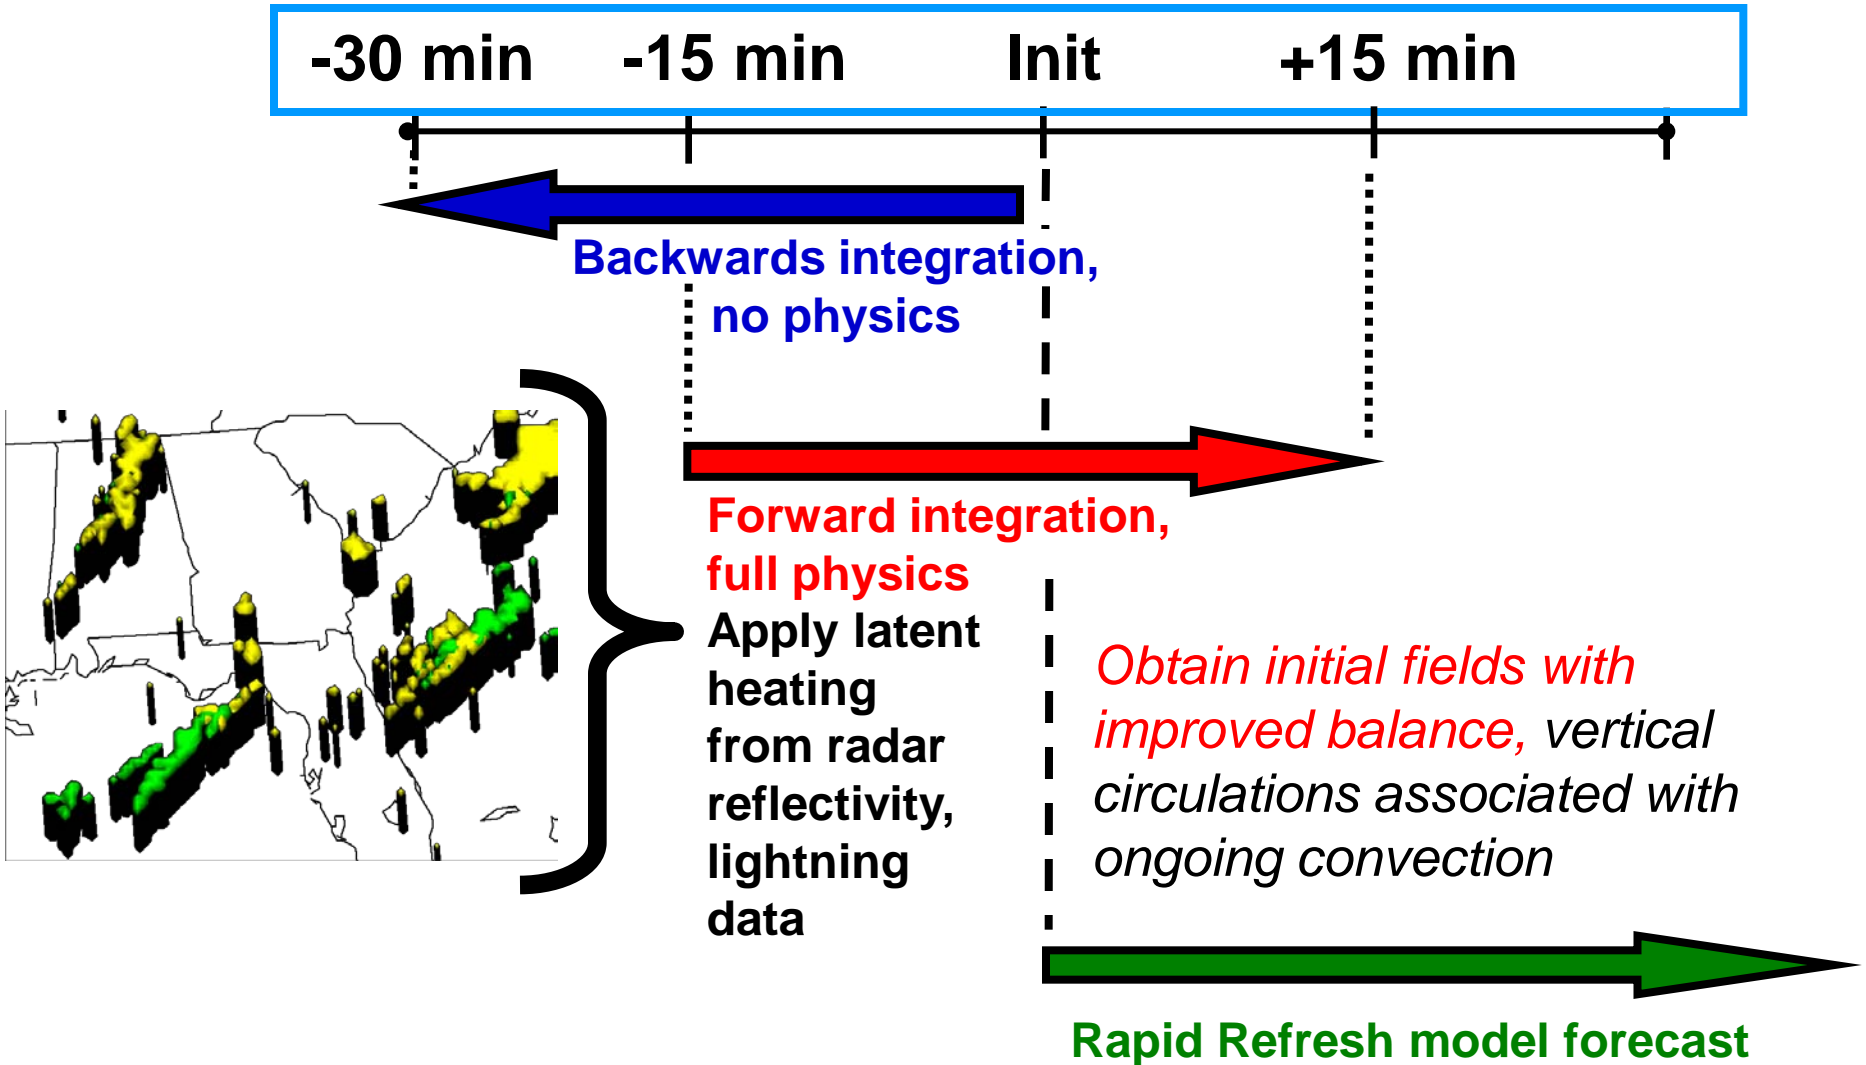 -30 min -15 min Init +15 min
Backwards integration,
no physics
Forward integration,
full physics
Apply latent
heating
from radar
reflectivity,
lightning
data
Obtain initial fields with
improved balance, vertical
circulations associated with
ongoing convection
Rapid Refresh model forecast